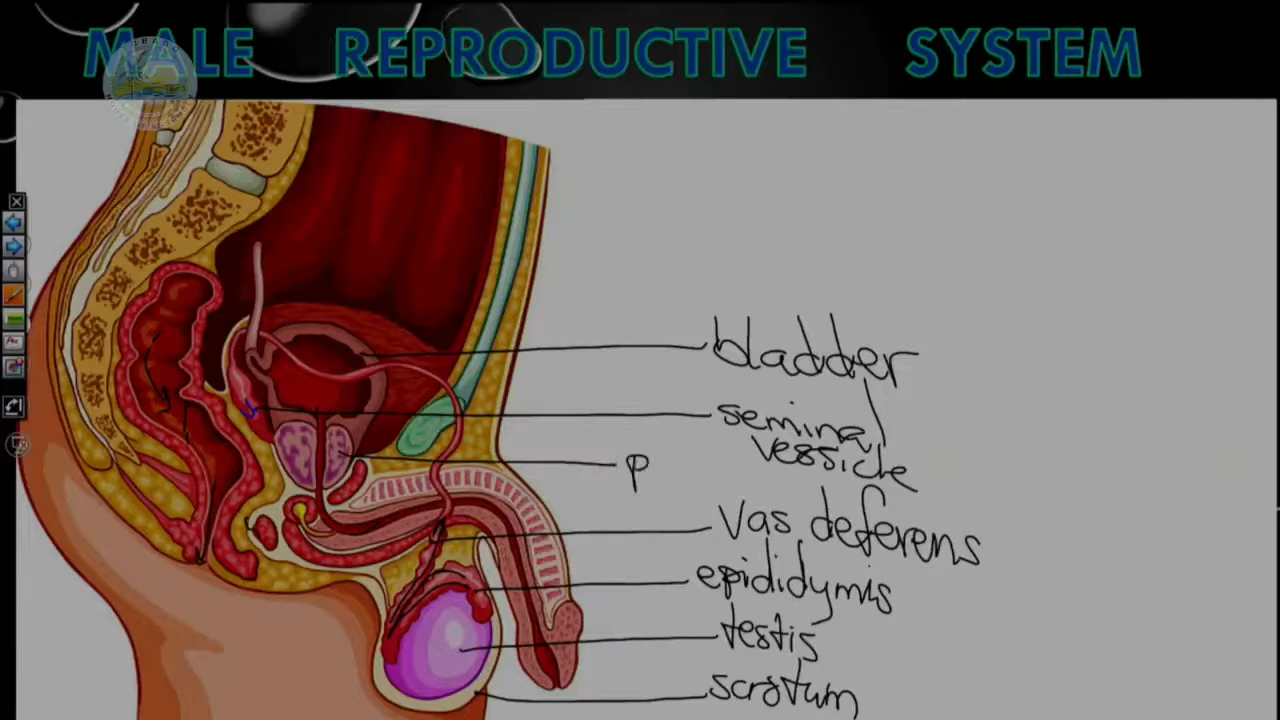 MALE REPRODUCTIVE SYSTEM
bladder
seminal
vessicle
p
vas deferens
epididymis
testis
scrotum